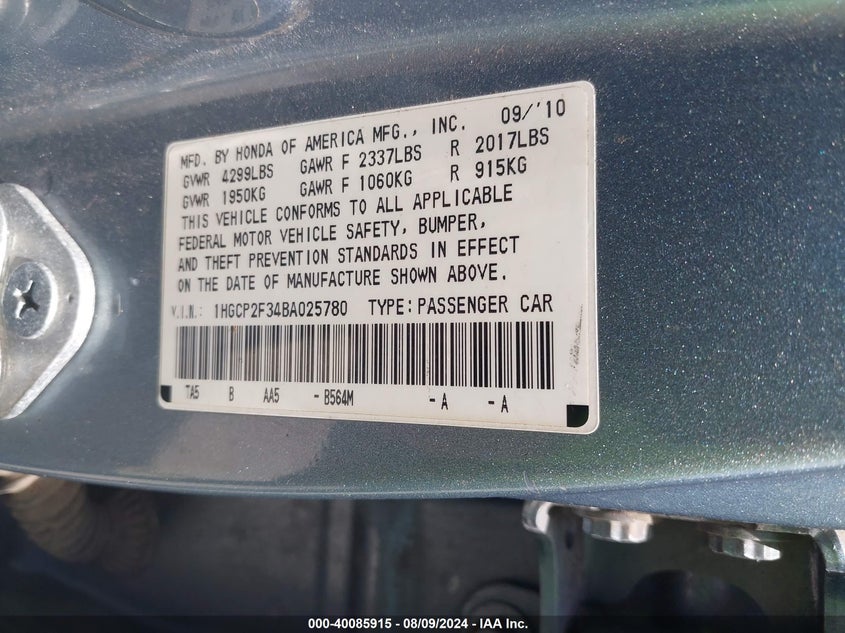 MFD. BY HONDA OF AMERICA MFG., INC. 09/'10
GVWR 4299LBS GAWR F 2337LBS R 2017LBS
GVWR 1950KG GAWR F 1060KG R 915KG
THIS VEHICLE CONFORMS TO ALL APPLICABLE
FEDERAL MOTOR VEHICLE SAFETY, BUMPER,
AND THEFT PREVENTION STANDARDS IN EFFECT
ON THE DATE OF MANUFACTURE SHOWN ABOVE.
V.I.N.: 1HGCP2F34BA025780 TYPE: PASSENGER CAR
TA5 B AA5 - B564M - A - A
000-40085915 - 08/09/2024 - IAA Inc.